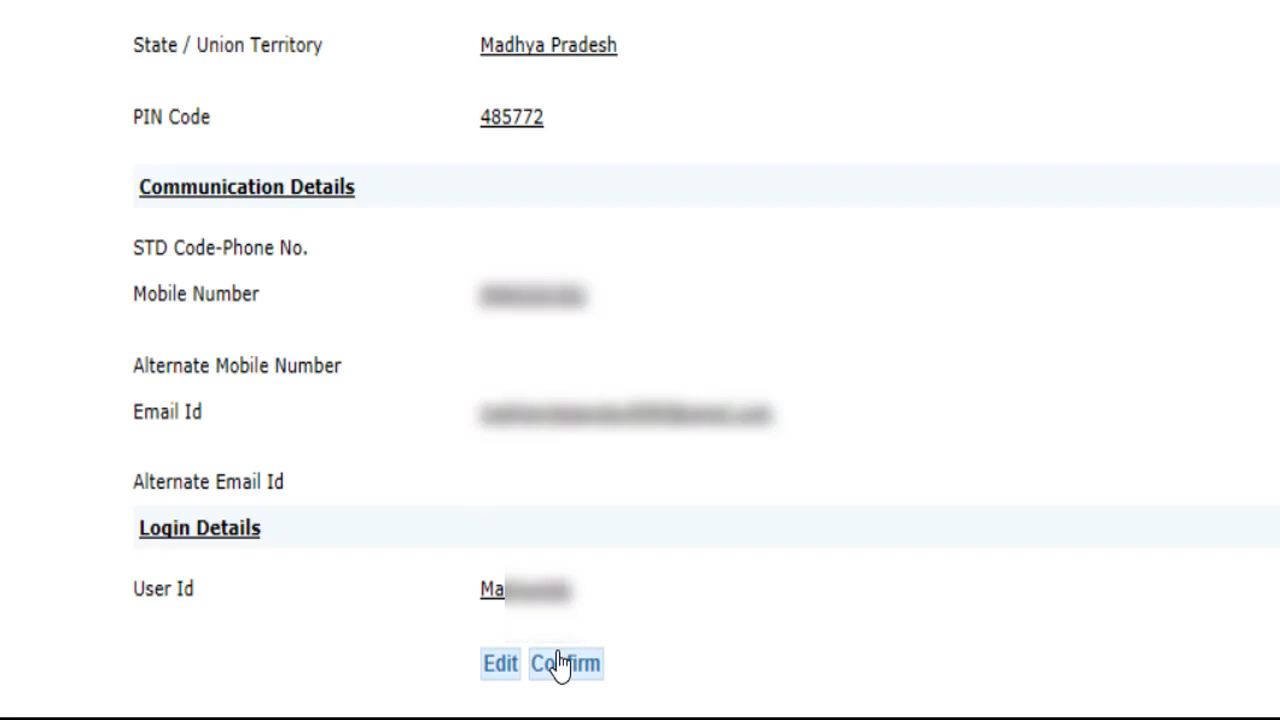 State / Union Territory Madhya Pradesh
PIN Code 485772
Communication Details
STD Code-Phone No.
Mobile Number
Alternate Mobile Number
Email Id
Alternate Email Id
Login Details
User Id Ma
Edit Confirm